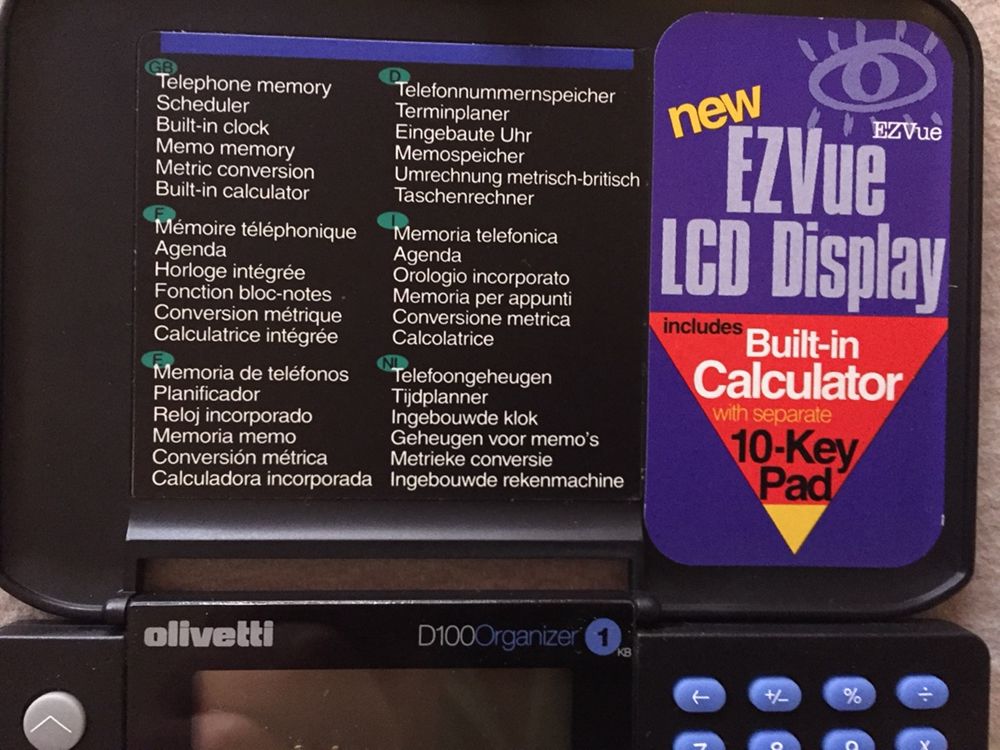 GB
Telephone memory
Scheduler
Built-in clock
Memo memory
Metric conversion
Built-in calculator
F
Mémoire téléphonique
Agenda
Horloge intégrée
Fonction bloc-notes
Conversion métrique
Calculatrice intégrée
E
Memoria de teléfonos
Planificador
Reloj incorporado
Memoria memo
Conversión métrica
Calculadora incorporada
D
Telefonnummernspeicher
Terminplaner
Eingebaute Uhr
Memospeicher
Umrechnung metrisch-britisch
Taschenrechner
I
Memoria telefonica
Agenda
Orologio incorporato
Memoria per appunti
Conversione metrica
Calcolatrice
NL
Telefoongeheugen
Tijdplanner
Ingebouwde klok
Geheugen voor memo's
Metrieke conversie
Ingebouwde rekenmachine
new
EZVue
EZVue
LCD Display
includes
Built-in
Calculator
with separate
10-Key
Pad
olivetti
D100Organizer 1 KB
← +/− % ÷
7 8 9 x